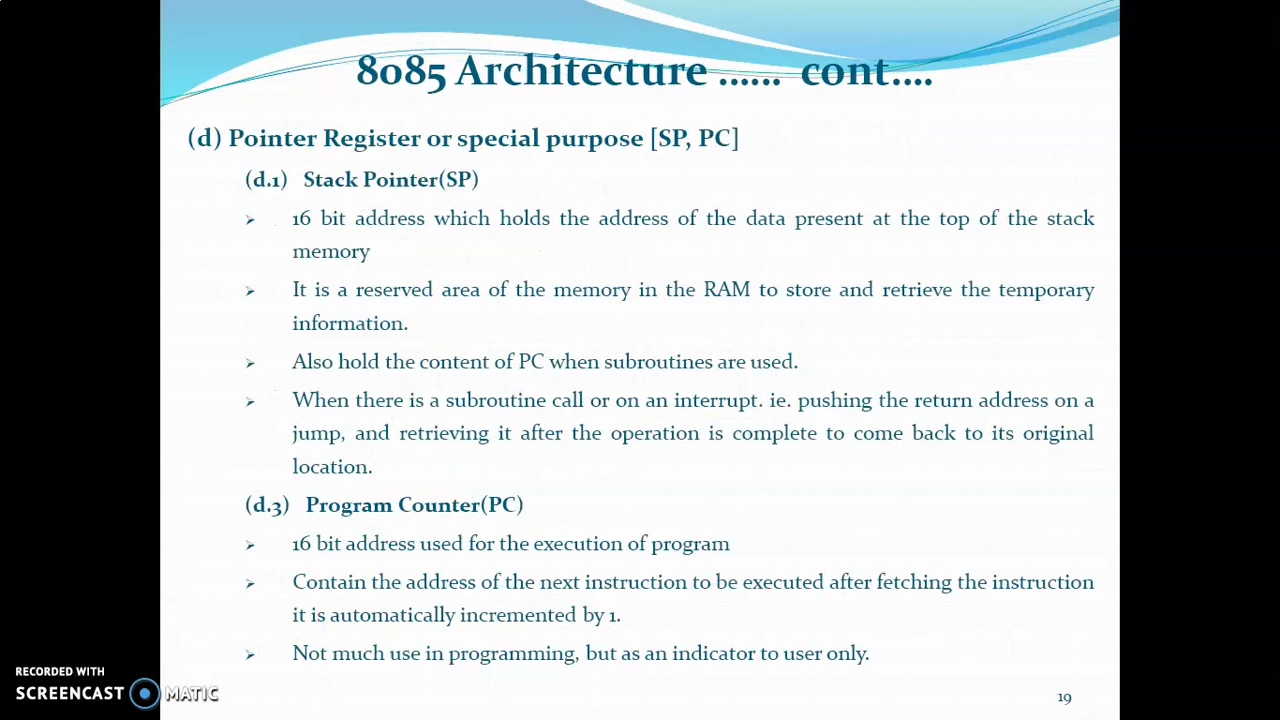 8085 Architecture ...... cont....
(d) Pointer Register or special purpose [SP, PC]
(d.1) Stack Pointer(SP)
➢ 16 bit address which holds the address of the data present at the top of the stack
memory
➢ It is a reserved area of the memory in the RAM to store and retrieve the temporary
information.
➢ Also hold the content of PC when subroutines are used.
➢ When there is a subroutine call or on an interrupt. ie. pushing the return address on a
jump, and retrieving it after the operation is complete to come back to its original
location.
(d.3) Program Counter(PC)
➢ 16 bit address used for the execution of program
➢ Contain the address of the next instruction to be executed after fetching the instruction
it is automatically incremented by 1.
➢ Not much use in programming, but as an indicator to user only.
RECORDED WITH
SCREENCAST MATIC
19